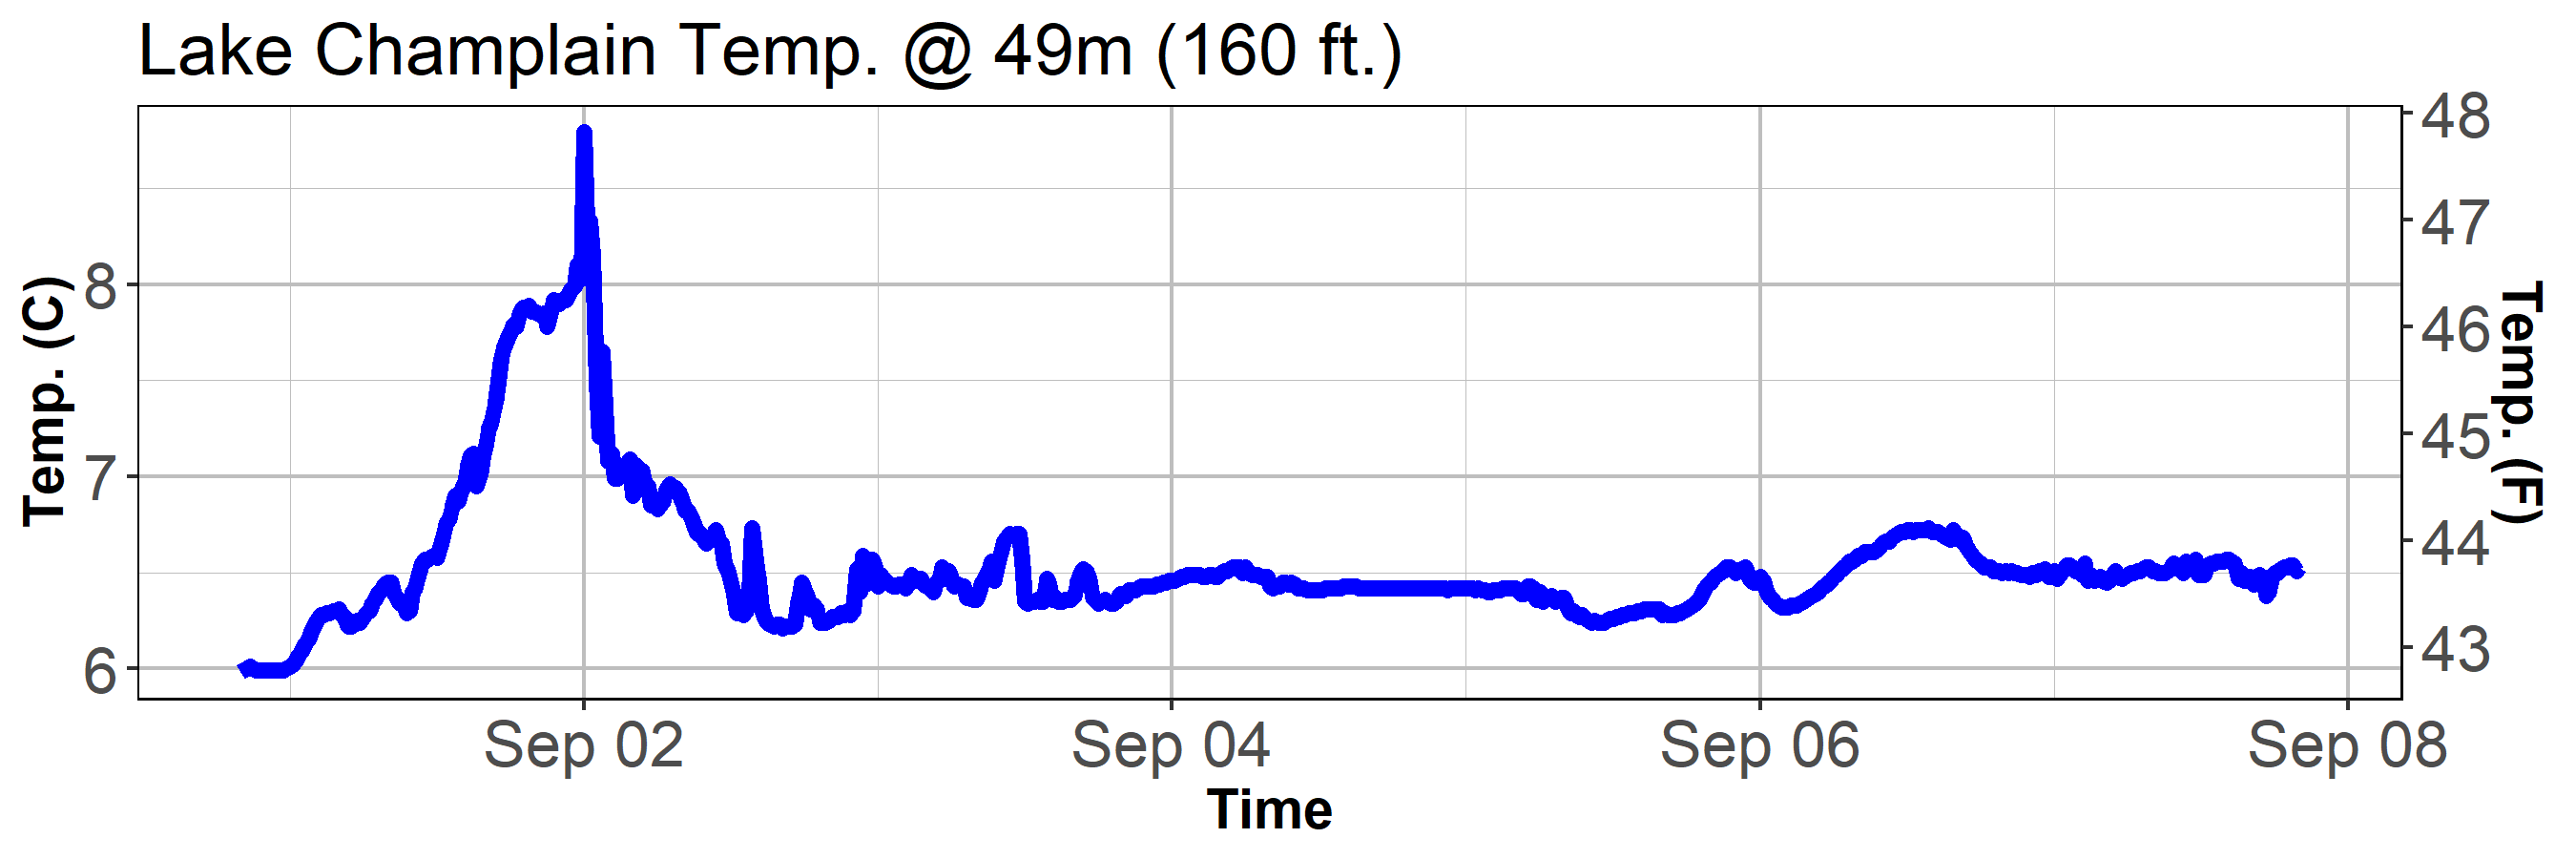 Lake Champlain Temp. @ 49m (160 ft.)
Temp. (C)
8
7
6
48
47
46
45
44
43
Temp. (F)
Sep 02
Sep 04
Sep 06
Sep 08
Time